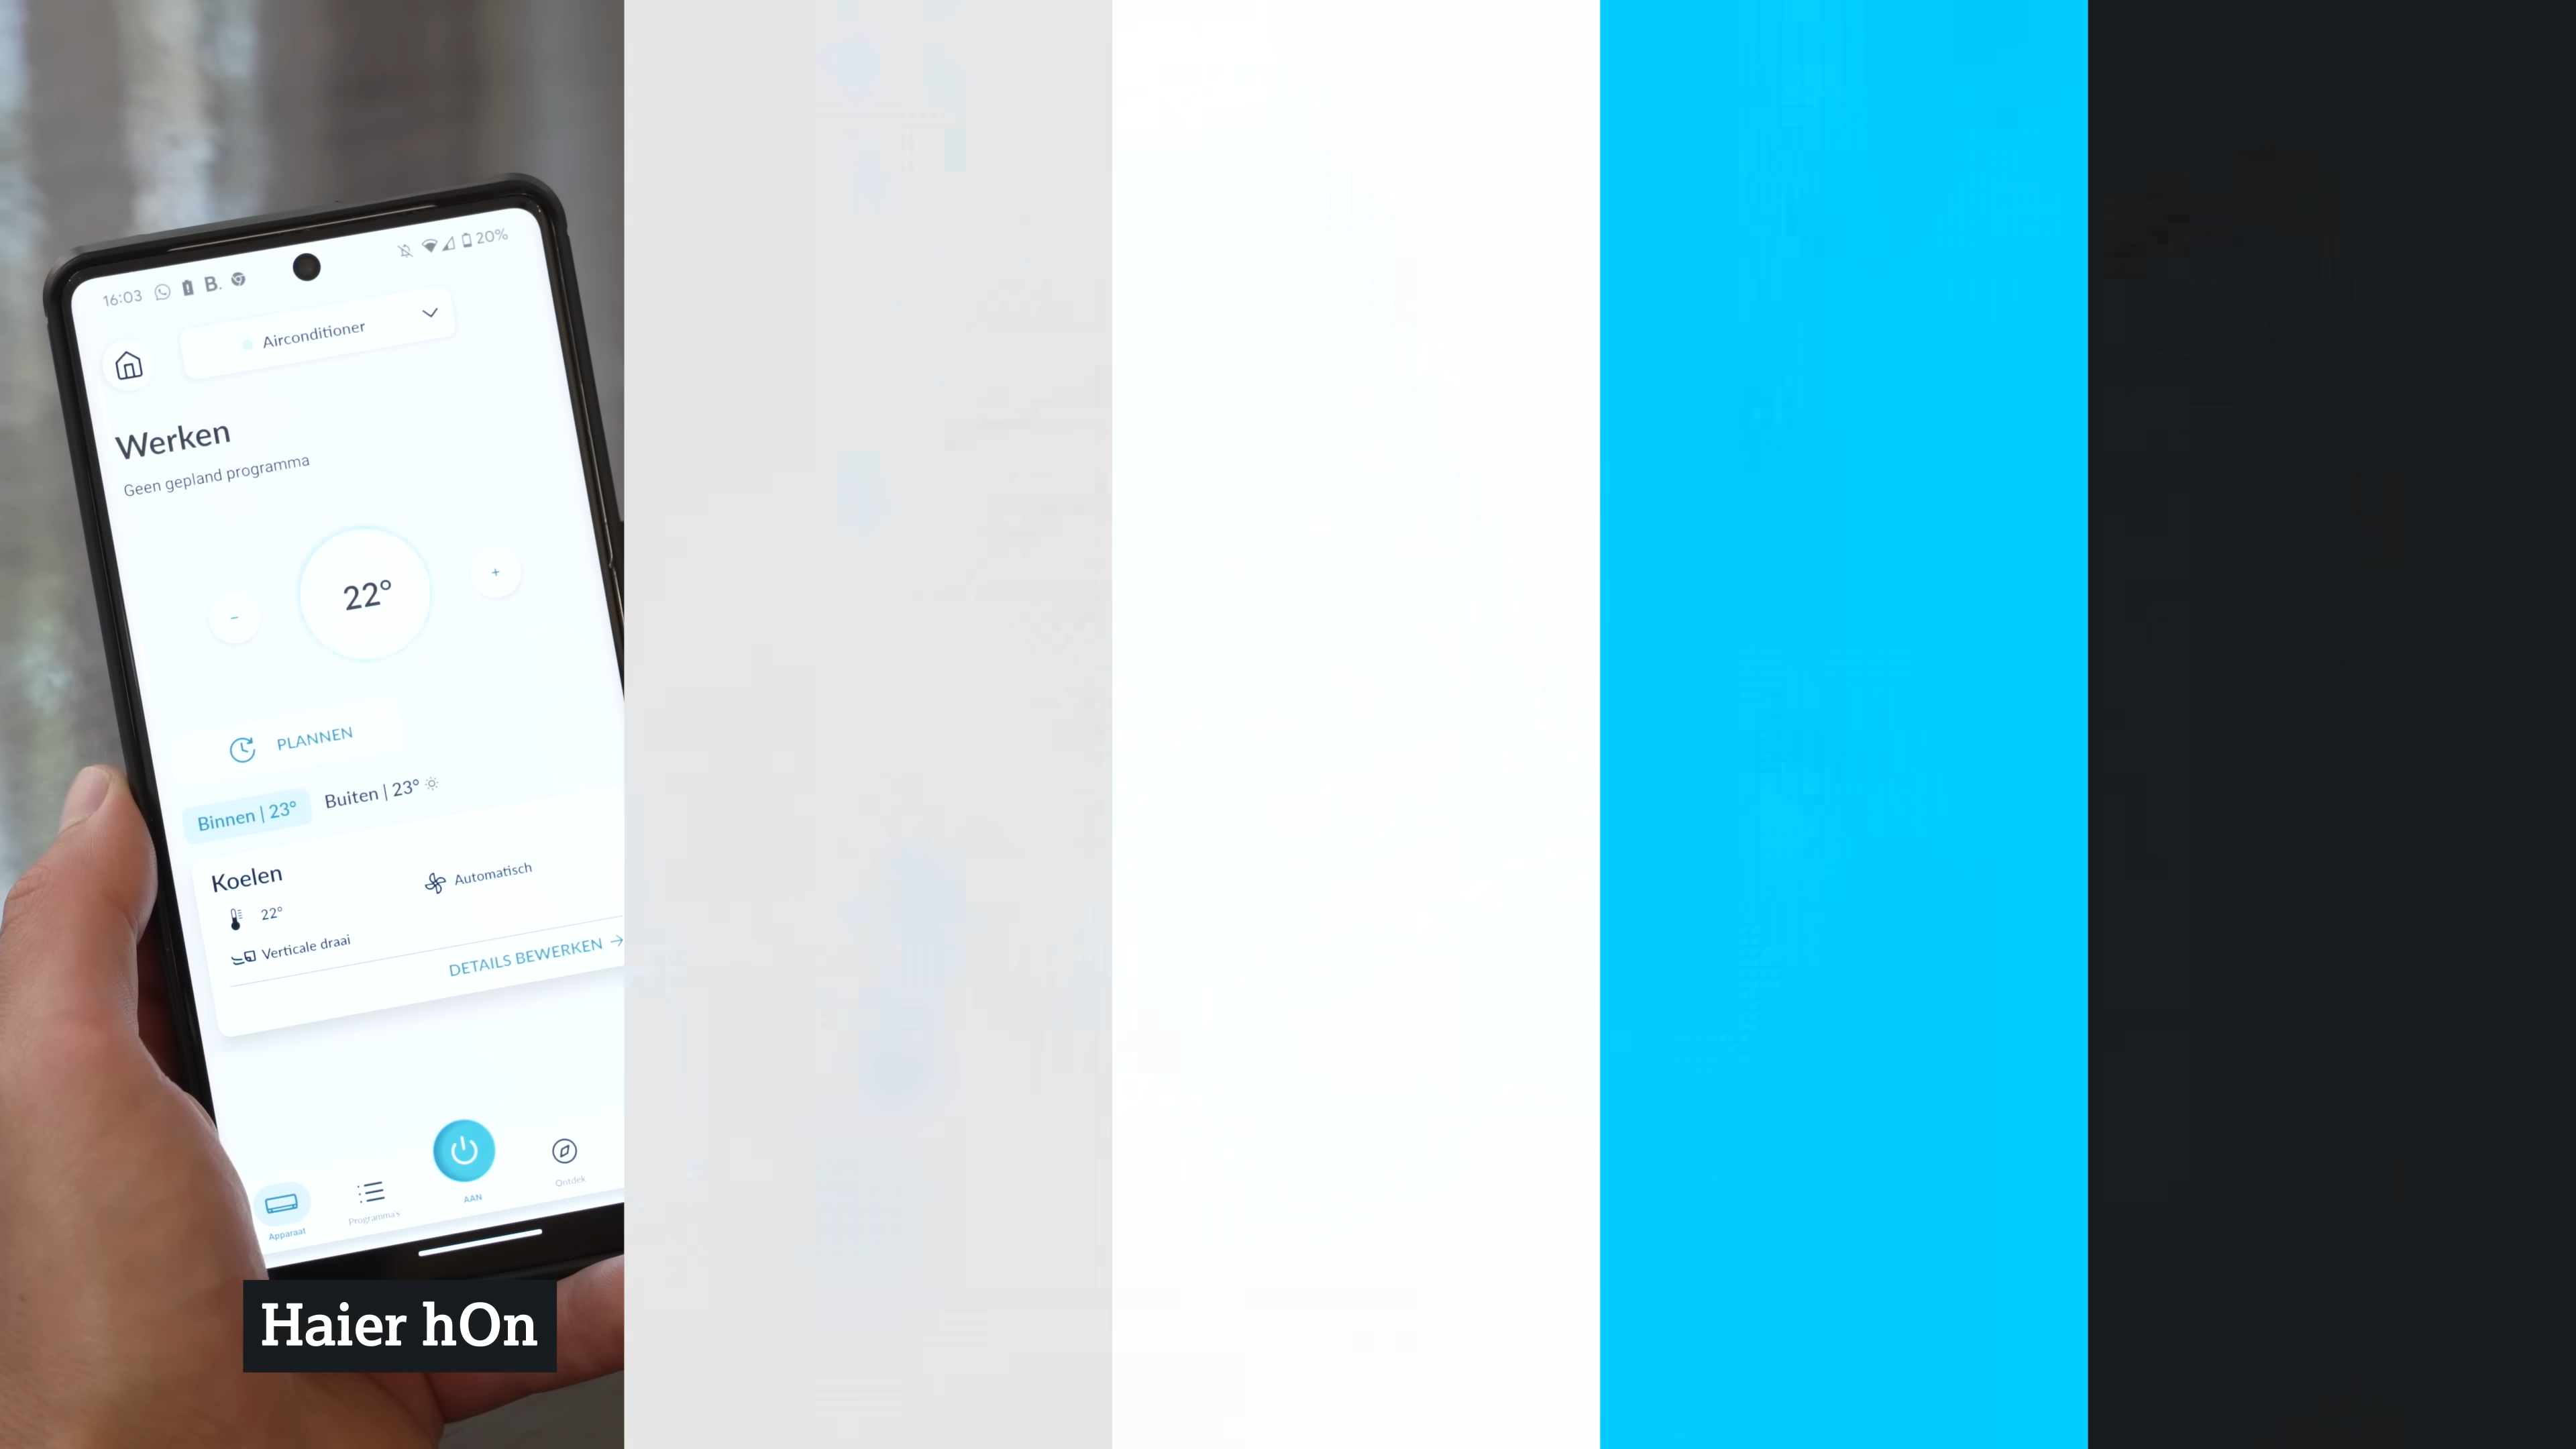 16:03 B. 20%
Airconditioner
Werken
Geen gepland programma
- 22° +
PLANNEN
Binnen | 23° Buiten | 23°
Koelen
Automatisch
22°
Verticale draai
DETAILS BEWERKEN →
AAN
Ontdek
Programma's
Apparaat
Haier hOn